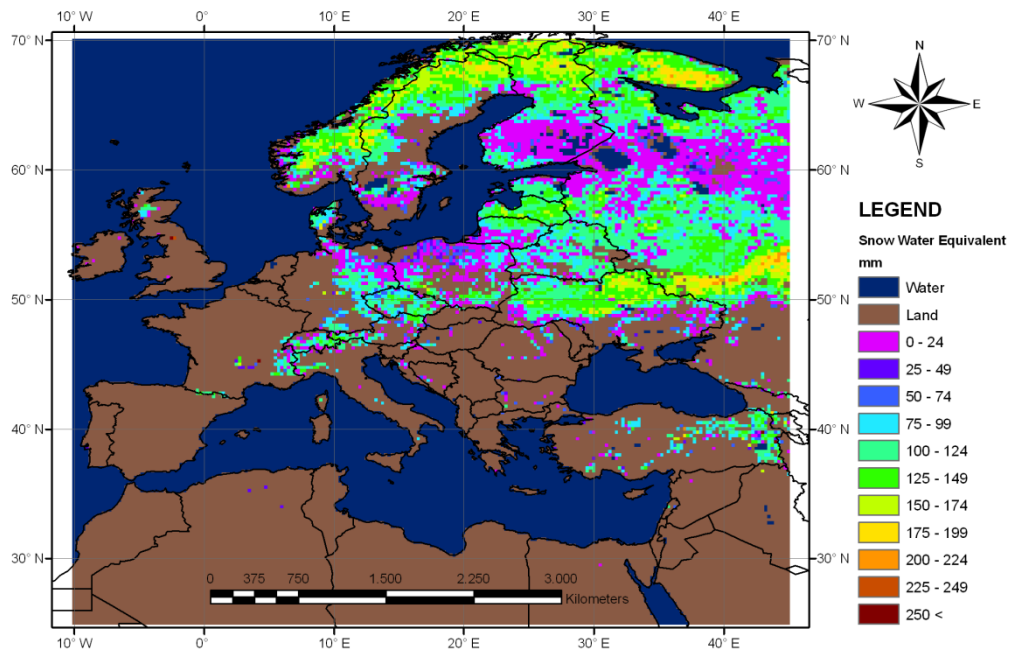 10° W 0° 10° E 20° E 30° E 40° E
70° N 70° N
60° N 60° N
50° N 50° N
40° N 40° N
30° N 30° N
0 375 750 1.500 2.250 3.000
Kilometers
10° W 0° 10° E 20° E 30° E 40° E
N
W E
S
LEGEND
Snow Water Equivalent
mm
Water
Land
0 - 24
25 - 49
50 - 74
75 - 99
100 - 124
125 - 149
150 - 174
175 - 199
200 - 224
225 - 249
250 <